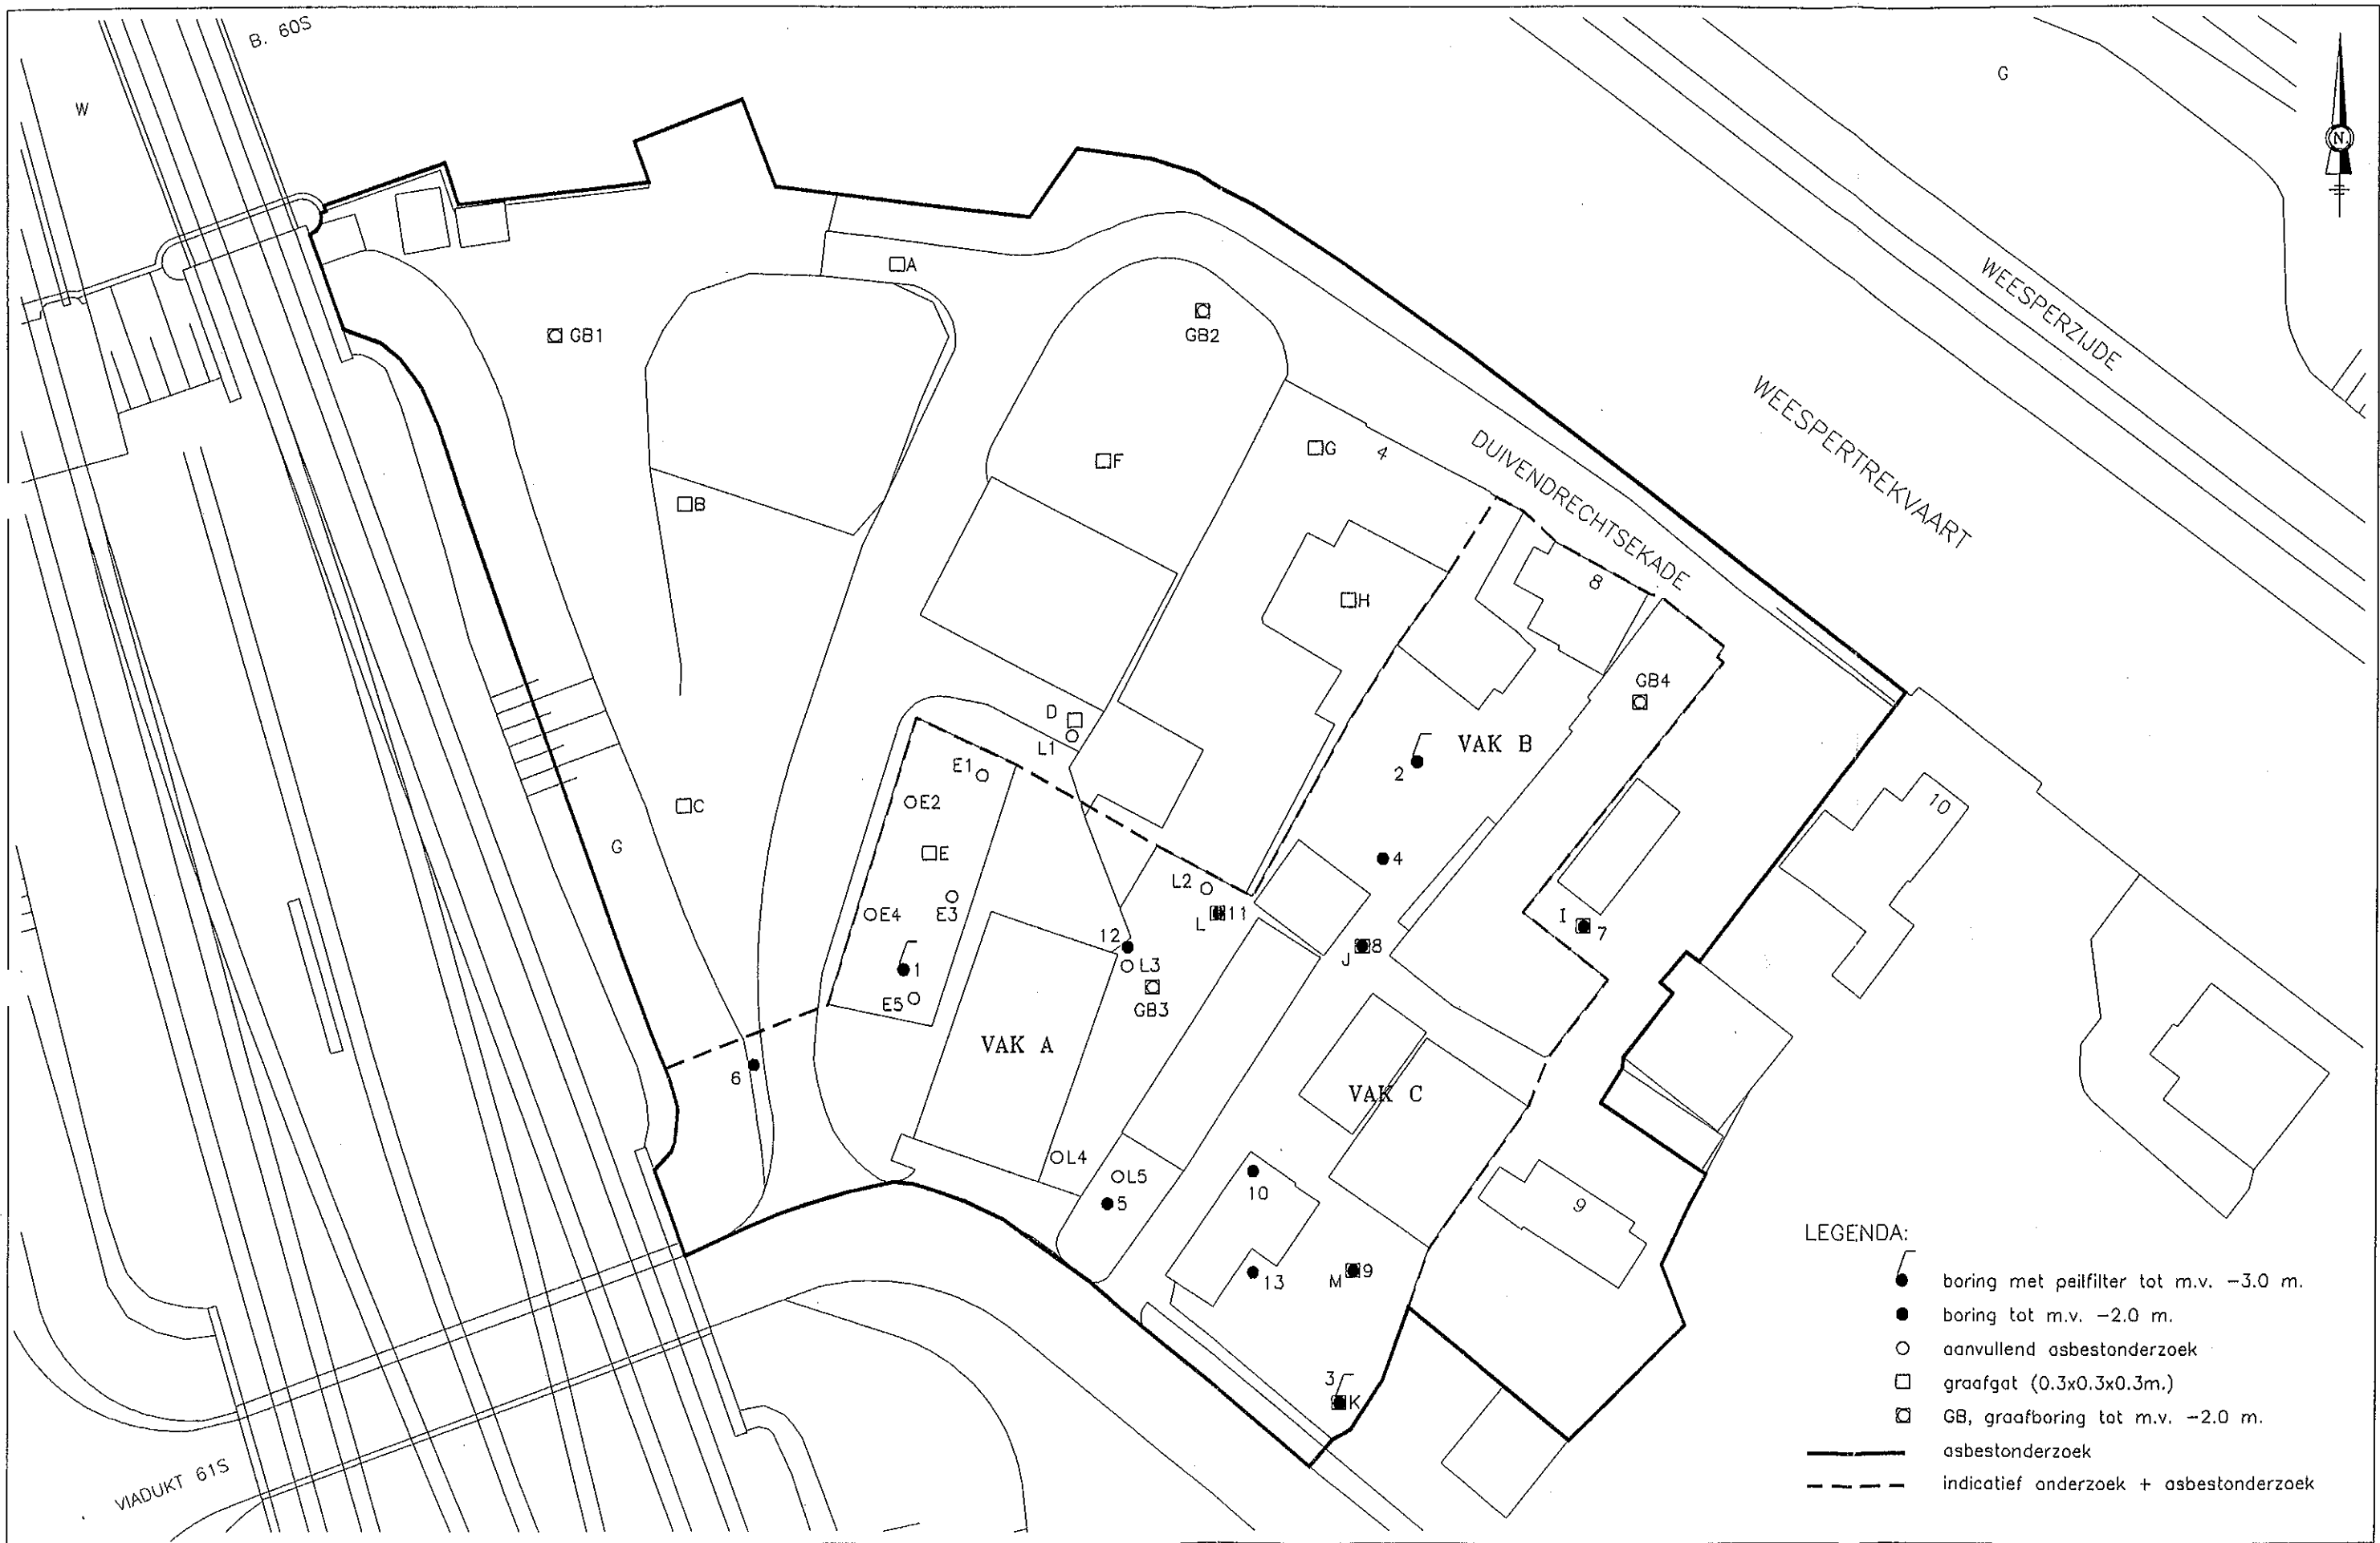 B. 60S
W
G
N.
WEESPERZIJDE
WEESPERTREKVAART
DUIVENDRECHTSEKADE
A
GB1
GB2
F
G
4
B
H
8
GB4
D
L1
2
VAK B
E1
E2
C
10
G
E
4
L2
E4
E3
L
11
I
7
12
J
8
1
L3
E5
GB3
VAK A
6
VAK C
L4
L5
5
10
9
13
M
9
3
K
VIADUKT 61S
LEGENDA:
boring met peilfilter tot m.v. -3.0 m.
boring tot m.v. -2.0 m.
aanvullend asbestonderzoek
graafgat (0.3x0.3x0.3m.)
GB, graafboring tot m.v. -2.0 m.
asbestonderzoek
indicatief onderzoek + asbestonderzoek